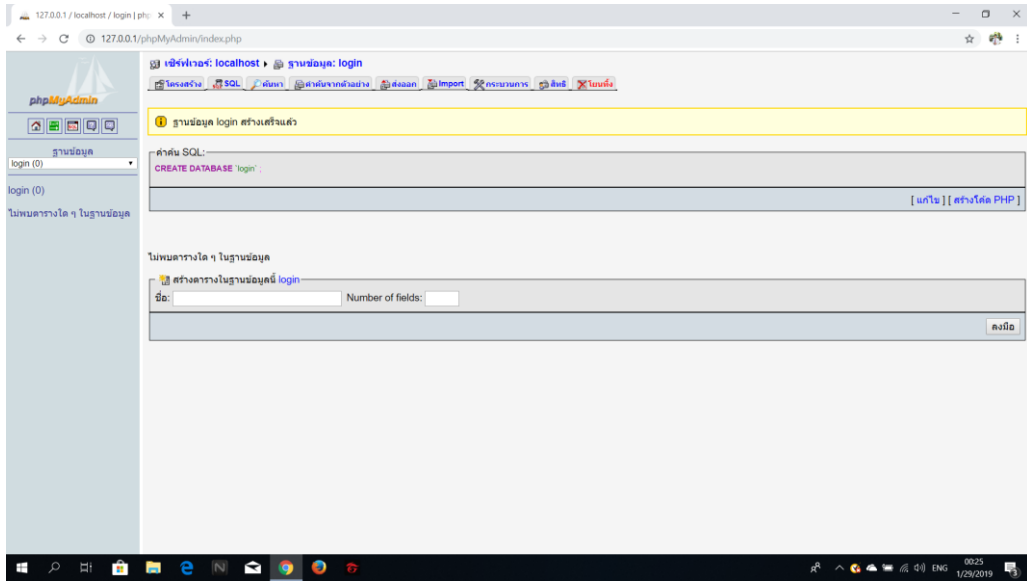 127.0.0.1 / localhost / login | php
127.0.0.1/phpMyAdmin/index.php
phpMyAdmin
ฐานข้อมูล
login (0)
login (0)
ไม่พบตารางใด ๆ ในฐานข้อมูล
เซิร์ฟเวอร์: localhost ▸ ฐานข้อมูล: login
โครงสร้าง SQL ค้นหา คำค้นจากตัวอย่าง ส่งออก Import กระบวนการ สิทธิ โยนทิ้ง
ฐานข้อมูล login สร้างเสร็จแล้ว
คำค้น SQL:
CREATE DATABASE `login` ;
[ แก้ไข ] [ สร้างโค้ด PHP ]
ไม่พบตารางใด ๆ ในฐานข้อมูล
สร้างตารางในฐานข้อมูลนี้ login
ชื่อ: Number of fields:
ลงมือ
ENG
00:25
1/29/2019